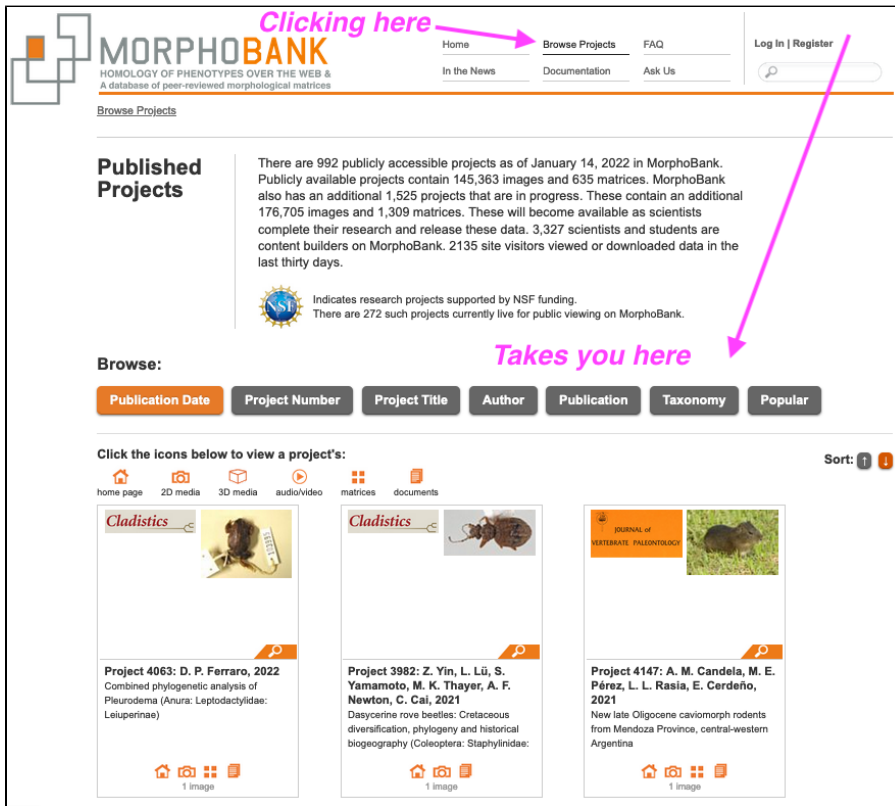 Clicking here
MORPHOBANK
HOMOLOGY OF PHENOTYPES OVER THE WEB &
A database of peer-reviewed morphological matrices
Home
Browse Projects
FAQ
Log In | Register
In the News
Documentation
Ask Us
Browse Projects
Published
Projects
There are 992 publicly accessible projects as of January 14, 2022 in MorphoBank.
Publicly available projects contain 145,363 images and 635 matrices. MorphoBank
also has an additional 1,525 projects that are in progress. These contain an additional
176,705 images and 1,309 matrices. These will become available as scientists
complete their research and release these data. 3,327 scientists and students are
content builders on MorphoBank. 2135 site visitors viewed or downloaded data in the
last thirty days.
NSF
Indicates research projects supported by NSF funding.
There are 272 such projects currently live for public viewing on MorphoBank.
Takes you here
Browse:
Publication Date
Project Number
Project Title
Author
Publication
Taxonomy
Popular
Click the icons below to view a project's:
Sort: ↑ ↓
home page
2D media
3D media
audio/video
matrices
documents
Cladistics
Project 4063: D. P. Ferraro, 2022
Combined phylogenetic analysis of
Pleurodema (Anura: Leptodactylidae:
Leiuperinae)
1 image
Cladistics
Project 3982: Z. Yin, L. Lü, S.
Yamamoto, M. K. Thayer, A. F.
Newton, C. Cai, 2021
Dasycerine rove beetles: Cretaceous
diversification, phylogeny and historical
biogeography (Coleoptera: Staphylinidae:
1 image
JOURNAL of
VERTEBRATE PALEONTOLOGY
Project 4147: A. M. Candela, M. E.
Pérez, L. L. Rasia, E. Cerdeño,
2021
New late Oligocene caviomorph rodents
from Mendoza Province, central-western
Argentina
1 image